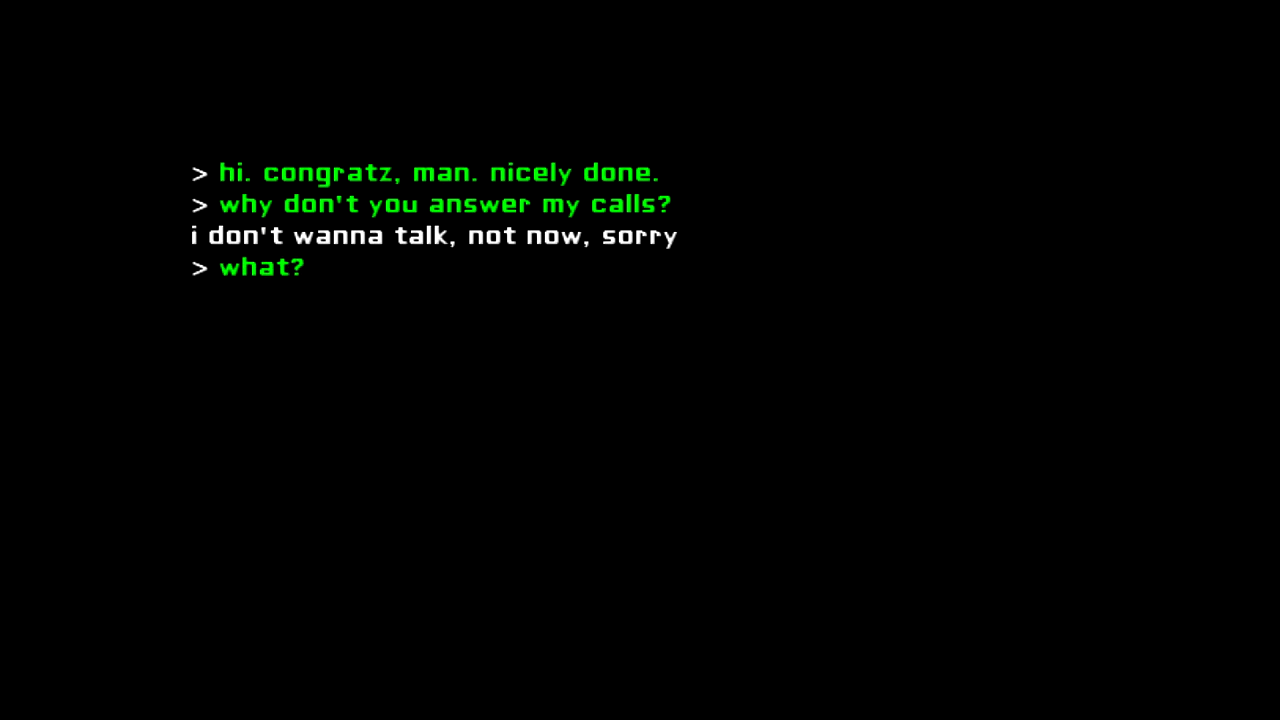 > hi. congratz, man. nicely done.
> why don't you answer my calls?
i don't wanna talk, not now, sorry
> what?